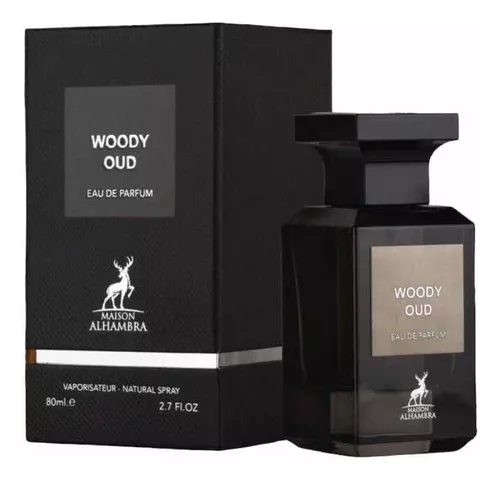 WOODY
OUD
EAU DE PARFUM
MAISON
ALHAMBRA
VAPORISATEUR - NATURAL SPRAY
80ml.e 2.7 Fl.OZ
WOODY
OUD
EAU DE PARFUM
MAISON
ALHAMBRA